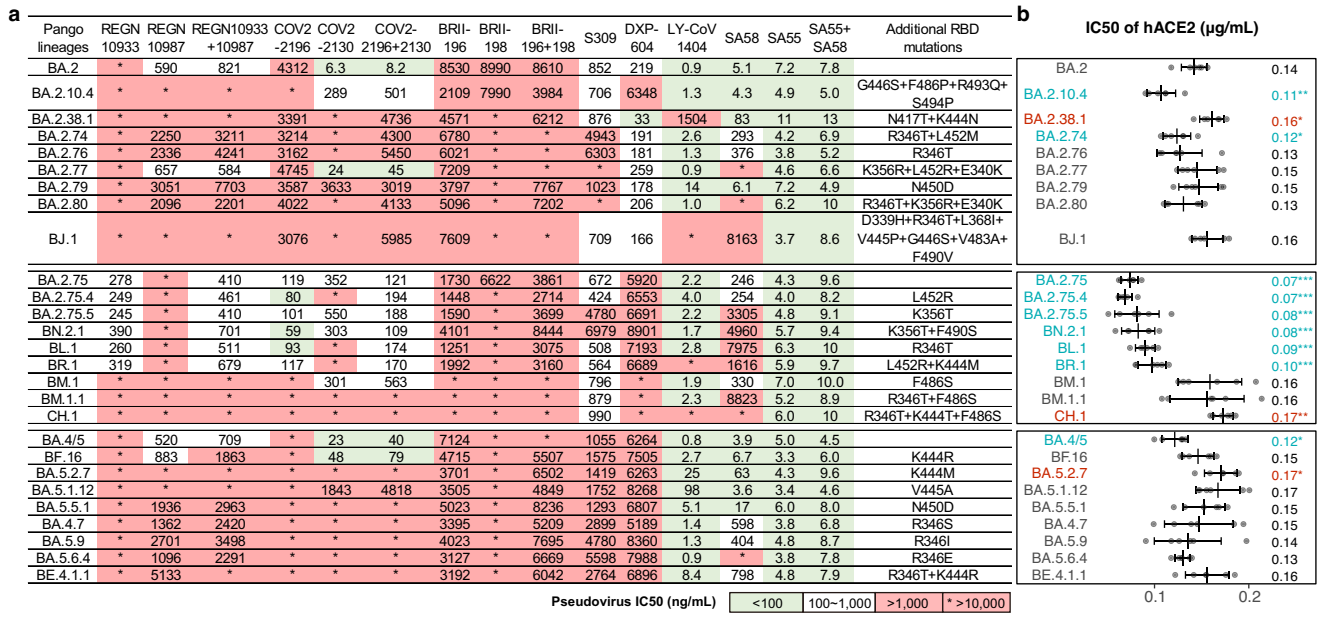 a
Pango lineages REGN 10933 REGN 10987 REGN10933 +10987 COV2 -2196 COV2 -2130 COV2- 2196+2130 BRII- 196 BRII- 198 BRII- 196+198 S309 DXP- 604 LY-CoV 1404 SA58 SA55 SA55+ SA58 Additional RBD mutations
BA.2 * 590 821 4312 6.3 8.2 8530 8990 8610 852 219 0.9 5.1 7.2 7.8
BA.2.10.4 * * * * 289 501 2109 7990 3984 706 6348 1.3 4.3 4.9 5.0 G446S+F486P+R493Q+ S494P
BA.2.38.1 * * * 3391 * 4736 4571 * 6212 876 33 1504 83 11 13 N417T+K444N
BA.2.74 * 2250 3211 3214 * 4300 6780 * * 4943 191 2.6 293 4.2 6.9 R346T+L452M
BA.2.76 * 2336 4241 3162 * 5450 6021 * * 6303 181 1.3 376 3.8 5.2 R346T
BA.2.77 * 657 584 4745 24 45 7209 * * * 259 0.9 * 4.6 6.6 K356R+L452R+E340K
BA.2.79 * 3051 7703 3587 3633 3019 3797 * 7767 1023 178 14 6.1 7.2 4.9 N450D
BA.2.80 * 2096 2201 4022 * 4133 5096 * 7202 * 206 1.0 * 6.2 10 R346T+K356R+E340K
BJ.1 * * * 3076 * 5985 7609 * * 709 166 * 8163 3.7 8.6 D339H+R346T+L368I+ V445P+G446S+V483A+ F490V
BA.2.75 278 * 410 119 352 121 1730 6622 3861 672 5920 2.2 246 4.3 9.6
BA.2.75.4 249 * 461 80 * 194 1448 * 2714 424 6553 4.0 254 4.0 8.2 L452R
BA.2.75.5 245 * 410 101 550 188 1590 * 3699 4780 6691 2.2 3305 4.8 9.1 K356T
BN.2.1 390 * 701 59 303 109 4101 * 8444 6979 8901 1.7 4960 5.7 9.4 K356T+F490S
BL.1 260 * 511 93 * 174 1251 * 3075 508 7193 2.8 7975 6.3 10 R346T
BR.1 319 * 679 117 * 170 1992 * 3160 564 6689 * 1616 5.9 9.7 L452R+K444M
BM.1 * * * * 301 563 * * * 796 * 1.9 330 7.0 10.0 F486S
BM.1.1 * * * * * * * * * 879 * 2.3 8823 5.2 8.9 R346T+F486S
CH.1 * * * * * * * * * 990 * * * 6.0 10 R346T+K444T+F486S
BA.4/5 * 520 709 * 23 40 7124 * * 1055 6264 0.8 3.9 5.0 4.5
BF.16 * 883 1863 * 48 79 4715 * 5507 1575 7505 2.7 6.7 3.3 6.0 K444R
BA.5.2.7 * * * * * * 3701 * 6502 1419 6263 25 63 4.3 9.6 K444M
BA.5.1.12 * * * * 1843 4818 3505 * 4849 1752 8268 98 3.6 3.4 4.6 V445A
BA.5.5.1 * 1936 2963 * * * 5023 * 8236 1293 6807 5.1 17 6.0 8.0 N450D
BA.4.7 * 1362 2420 * * * 3395 * 5209 2899 5189 1.4 598 3.8 6.8 R346S
BA.5.9 * 2701 3498 * * * 4023 * 7695 4780 8360 1.3 404 4.8 8.7 R346I
BA.5.6.4 * 1096 2291 * * * 3127 * 6669 5598 7988 0.9 * 3.8 7.8 R346E
BE.4.1.1 * 5133 * * * * 3192 * 6042 2764 6896 8.4 798 4.8 7.9 R346T+K444R
Pseudovirus IC50 (ng/mL) <100 100~1,000 >1,000 * >10,000
b
IC50 of hACE2 (µg/mL)
BA.2 0.14
BA.2.10.4 0.11**
BA.2.38.1 0.16*
BA.2.74 0.12*
BA.2.76 0.13
BA.2.77 0.15
BA.2.79 0.15
BA.2.80 0.13
BJ.1 0.16
BA.2.75 0.07***
BA.2.75.4 0.07***
BA.2.75.5 0.08***
BN.2.1 0.08***
BL.1 0.09***
BR.1 0.10***
BM.1 0.16
BM.1.1 0.16
CH.1 0.17**
BA.4/5 0.12*
BF.16 0.15
BA.5.2.7 0.17*
BA.5.1.12 0.17
BA.5.5.1 0.15
BA.4.7 0.15
BA.5.9 0.14
BA.5.6.4 0.13
BE.4.1.1 0.16
0.1 0.2